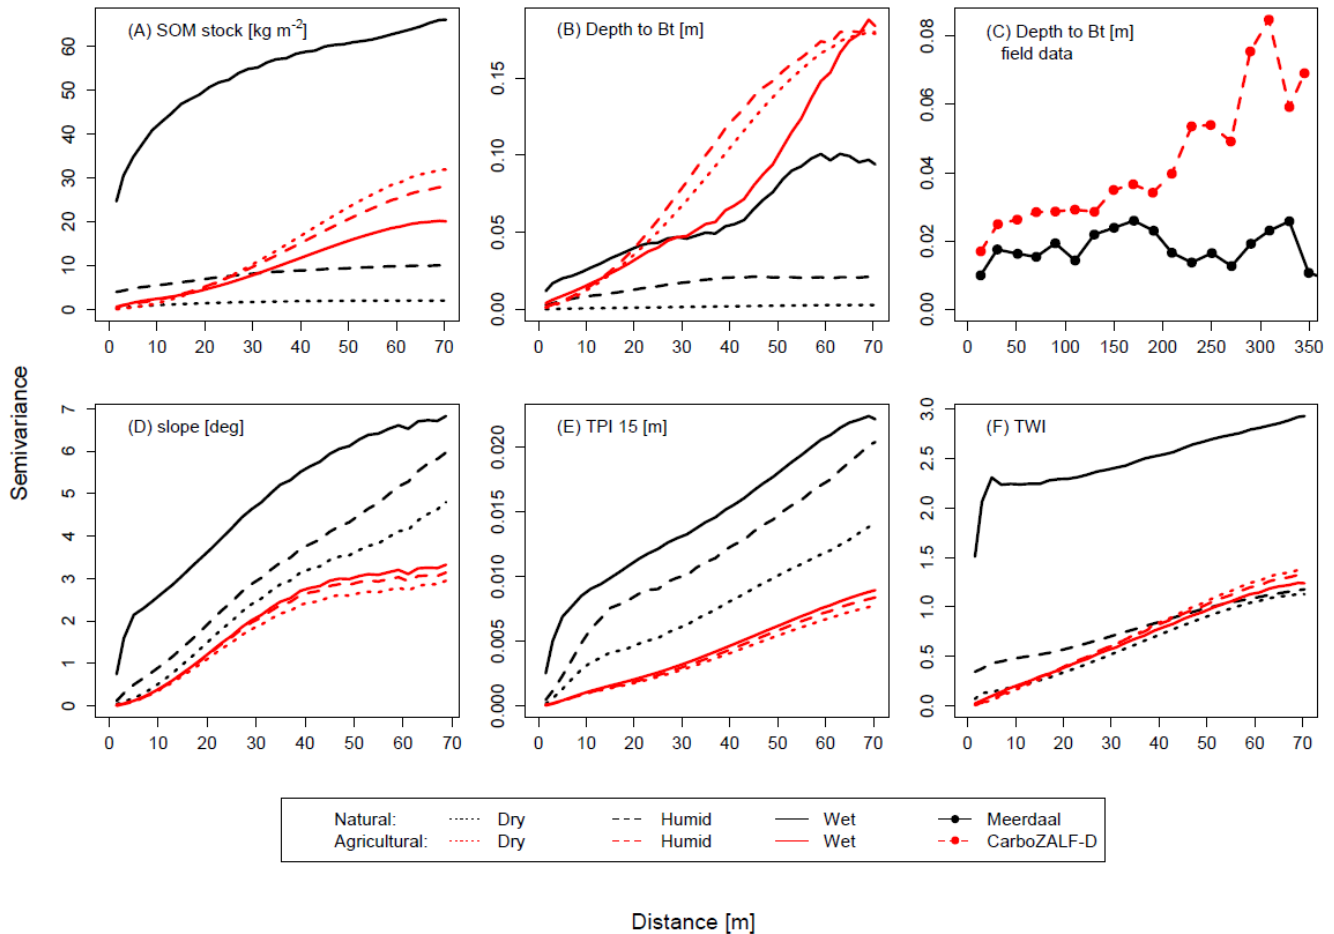 (A) SOM stock [kg m-2]
0 10 20 30 40 50 60
0 10 20 30 40 50 60 70
(B) Depth to Bt [m]
0.00 0.05 0.10 0.15
0 10 20 30 40 50 60 70
(C) Depth to Bt [m]
field data
0.00 0.02 0.04 0.06 0.08
0 50 100 150 200 250 300 350
Semivariance
(D) slope [deg]
0 1 2 3 4 5 6 7
0 10 20 30 40 50 60 70
(E) TPI 15 [m]
0.000 0.005 0.010 0.015 0.020
0 10 20 30 40 50 60 70
(F) TWI
0.0 0.5 1.0 1.5 2.0 2.5 3.0
0 10 20 30 40 50 60 70
Natural: Dry Humid Wet Meerdaal
Agricultural: Dry Humid Wet CarboZALF-D
Distance [m]